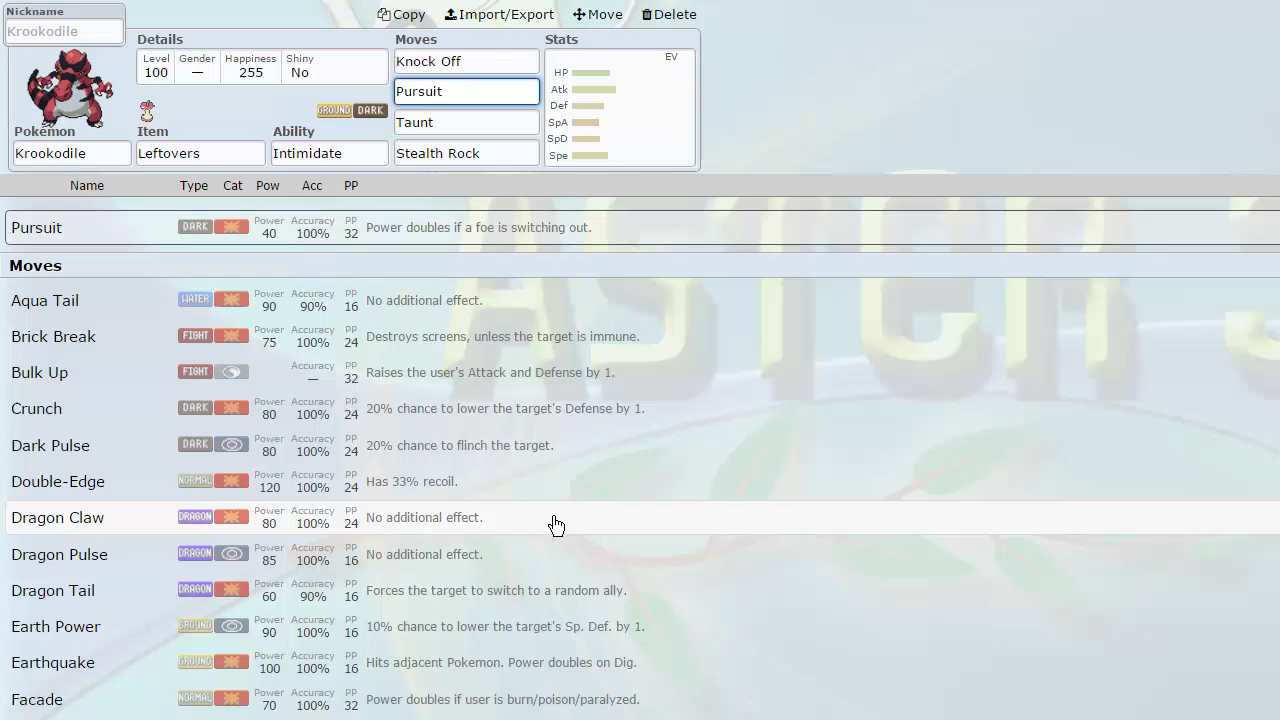 Nickname
Krookodile
Copy Import/Export Move Delete
Details
Level Gender Happiness Shiny
100 — 255 No
GROUND DARK
Pokémon Item Ability
Krookodile Leftovers Intimidate
Moves
Knock Off
Pursuit
Taunt
Stealth Rock
Stats
EV
HP
Atk
Def
SpA
SpD
Spe
Name Type Cat Pow Acc PP
Pursuit DARK Power 40 Accuracy 100% PP 32 Power doubles if a foe is switching out.
Moves
Aqua Tail WATER Power 90 Accuracy 90% PP 16 No additional effect.
Brick Break FIGHT Power 75 Accuracy 100% PP 24 Destroys screens, unless the target is immune.
Bulk Up FIGHT Accuracy — PP 32 Raises the user's Attack and Defense by 1.
Crunch DARK Power 80 Accuracy 100% PP 24 20% chance to lower the target's Defense by 1.
Dark Pulse DARK Power 80 Accuracy 100% PP 24 20% chance to flinch the target.
Double-Edge NORMAL Power 120 Accuracy 100% PP 24 Has 33% recoil.
Dragon Claw DRAGON Power 80 Accuracy 100% PP 24 No additional effect.
Dragon Pulse DRAGON Power 85 Accuracy 100% PP 16 No additional effect.
Dragon Tail DRAGON Power 60 Accuracy 90% PP 16 Forces the target to switch to a random ally.
Earth Power GROUND Power 90 Accuracy 100% PP 16 10% chance to lower the target's Sp. Def. by 1.
Earthquake GROUND Power 100 Accuracy 100% PP 16 Hits adjacent Pokemon. Power doubles on Dig.
Facade NORMAL Power 70 Accuracy 100% PP 32 Power doubles if user is burn/poison/paralyzed.